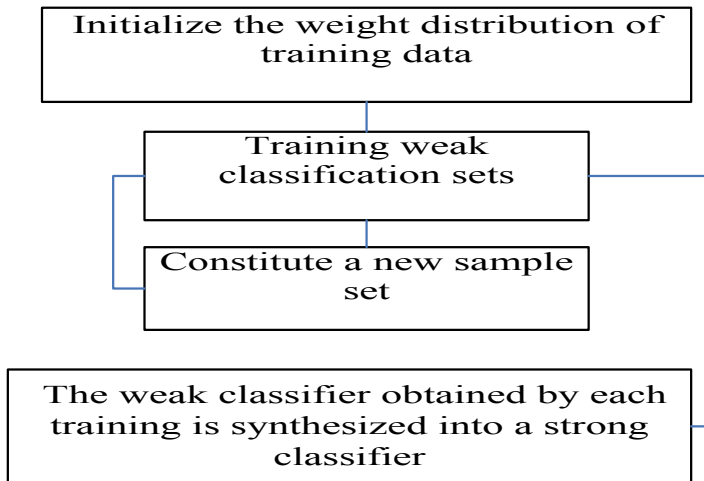 Initialize the weight distribution of
training data
Training weak
classification sets
Constitute a new sample
set
The weak classifier obtained by each
training is synthesized into a strong
classifier